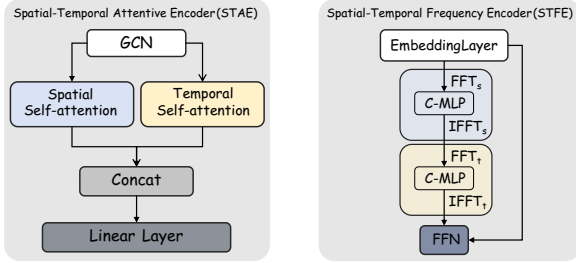 Spatial-Temporal Attentive Encoder(STAE)
GCN
Spatial
Self-attention
Temporal
Self-attention
Concat
Linear Layer
Spatial-Temporal Frequency Encoder(STFE)
EmbeddingLayer
FFTₛ
C-MLP
IFFTₛ
FFTₜ
C-MLP
IFFTₜ
FFN